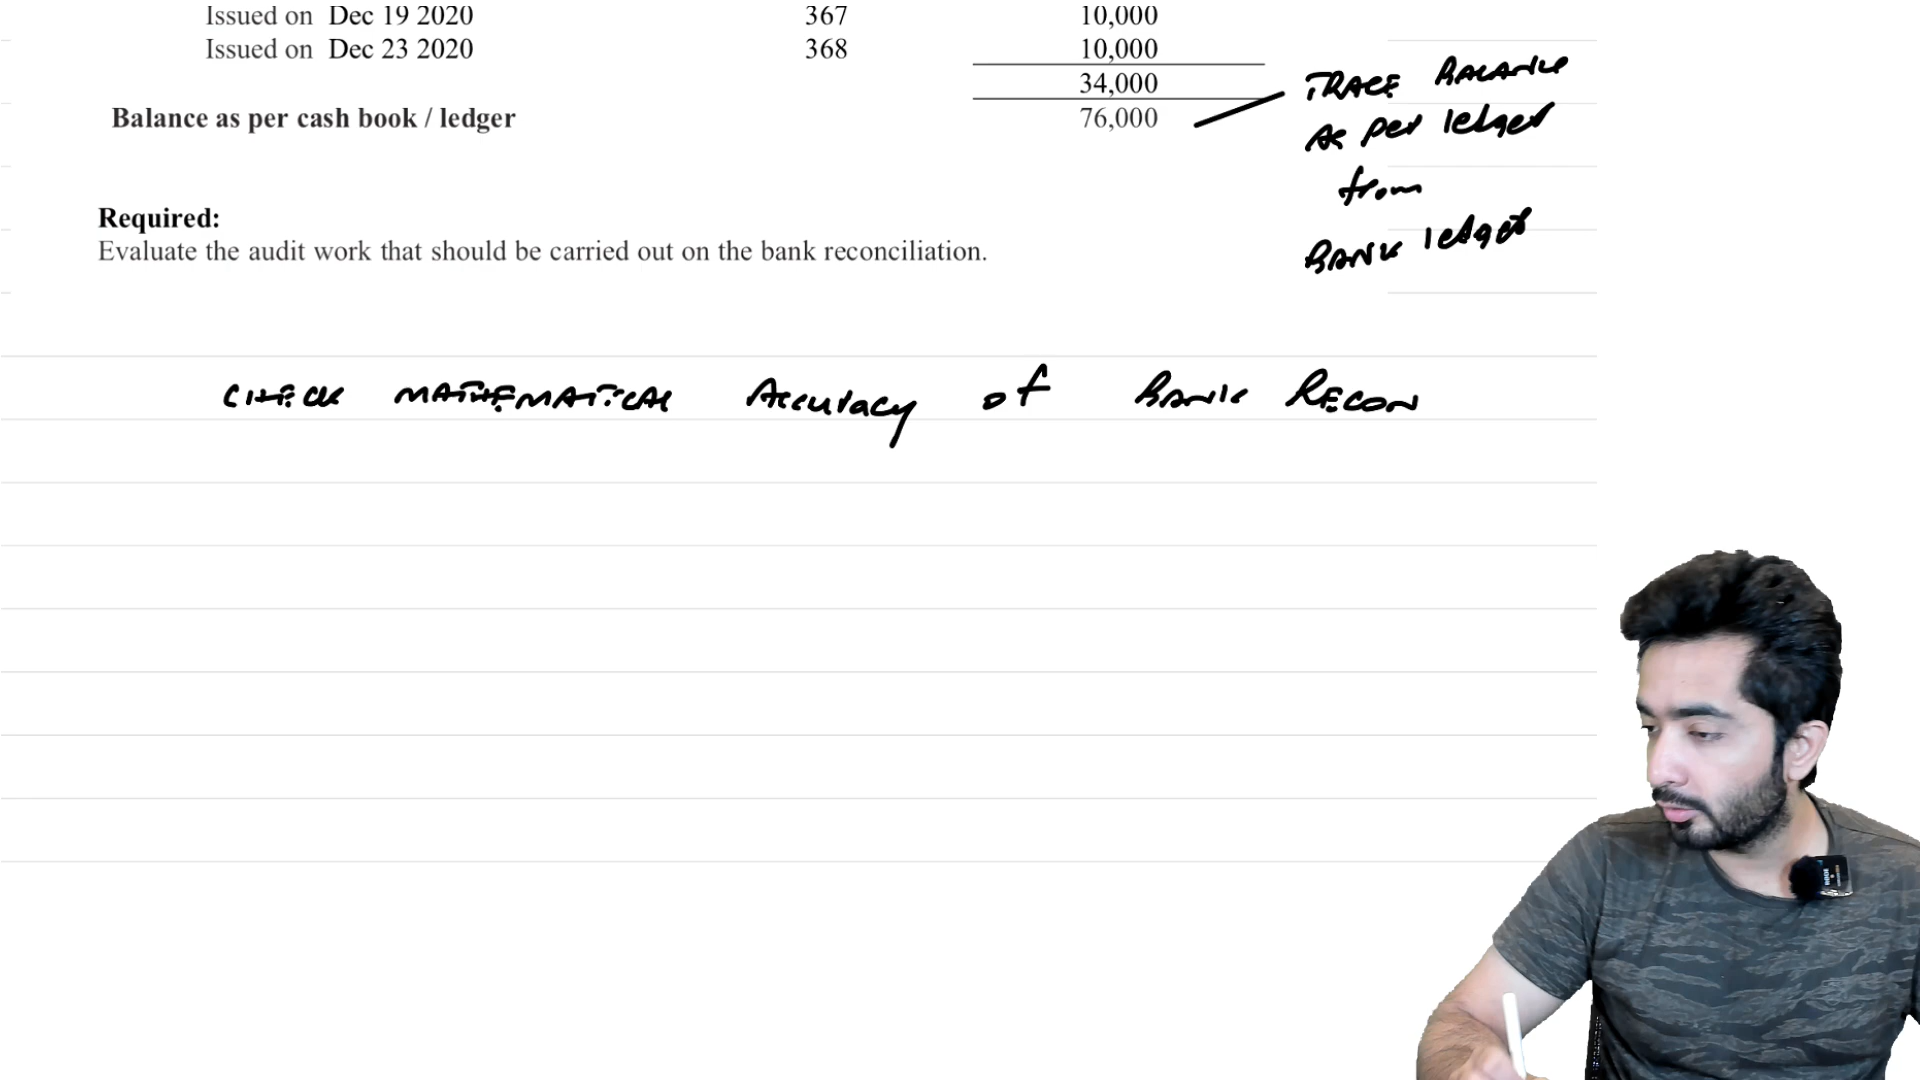 Issued on Dec 19 2020 367 10,000
Issued on Dec 23 2020 368 10,000
34,000
Balance as per cash book / ledger 76,000
TRACE BALANCE
As per ledger
from
BANK ledger
Required:
Evaluate the audit work that should be carried out on the bank reconciliation.
CHECK MATHEMATICAL Accuracy of BANK RECON